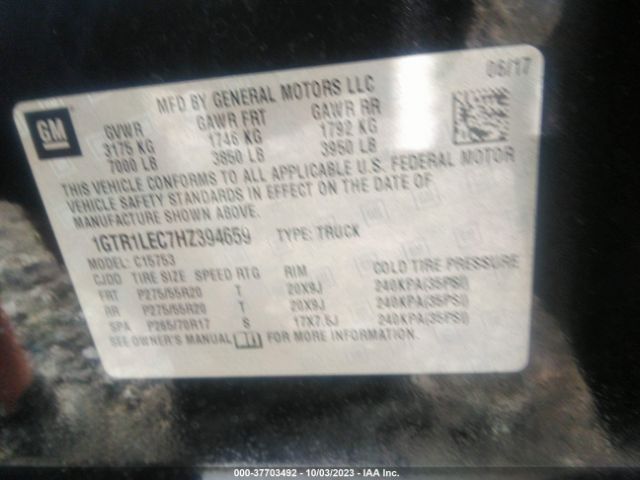 06/17
MFD BY GENERAL MOTORS LLC
GM
GVWR GAWR FRT GAWR RR
3175 KG 1746 KG 1792 KG
7000 LB 3850 LB 3950 LB
THIS VEHICLE CONFORMS TO ALL APPLICABLE U.S. FEDERAL MOTOR
VEHICLE SAFETY STANDARDS IN EFFECT ON THE DATE OF
MANUFACTURE SHOWN ABOVE.
1GTR1LEC7HZ394659 TYPE: TRUCK
MODEL: C15753
CJDD TIRE SIZE SPEED RTG RIM COLD TIRE PRESSURE
FRT P275/55R20 T 20X9J 240KPA(35PSI)
RR P275/55R20 T 20X9J 240KPA(35PSI)
SPA P265/70R17 S 17X7.5J 240KPA(35PSI)
SEE OWNER'S MANUAL FOR MORE INFORMATION.
000-37703492 - 10/03/2023 - IAA Inc.